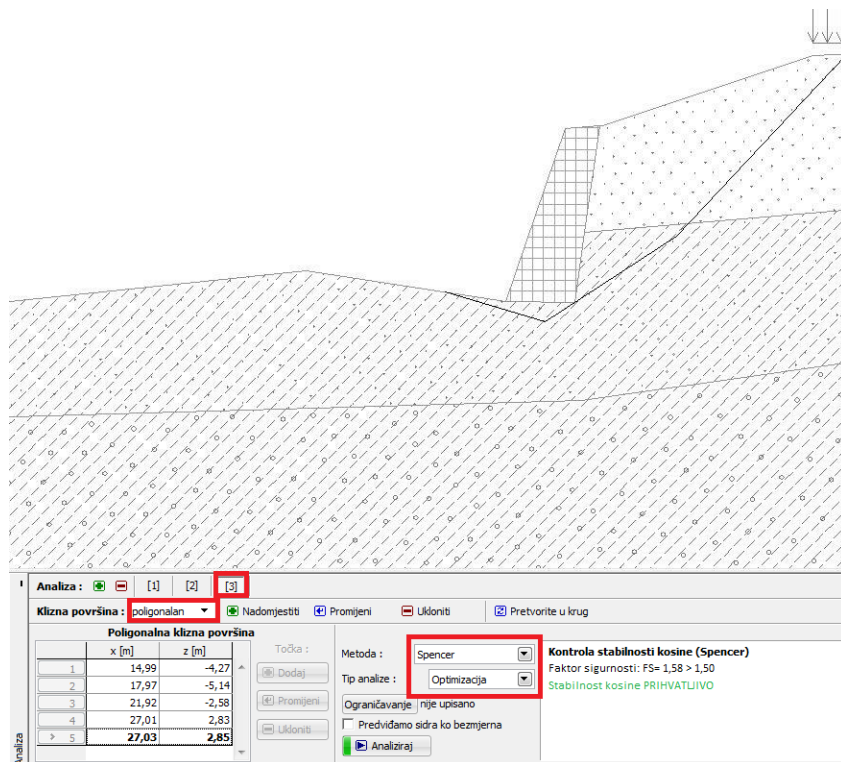 Analiza : [1] [2] [3]
Klizna površina : poligonalan Nadomjestiti Promijeni Ukloniti Pretvorite u krug
Poligonalna klizna površina
x [m] z [m]
1 14,99 -4,27
2 17,97 -5,14
3 21,92 -2,58
4 27,01 2,83
> 5 27,03 2,85
Točka :
Dodaj
Promijeni
Ukloniti
Metoda : Spencer
Tip analize : Optimizacija
Ograničavanje nije upisano
Predviđamo sidra ko bezmjerna
Analiziraj
Kontrola stabilnosti kosine (Spencer)
Faktor sigurnosti: FS= 1,58 > 1,50
Stabilnost kosine PRIHVATLJIVO
Analiza